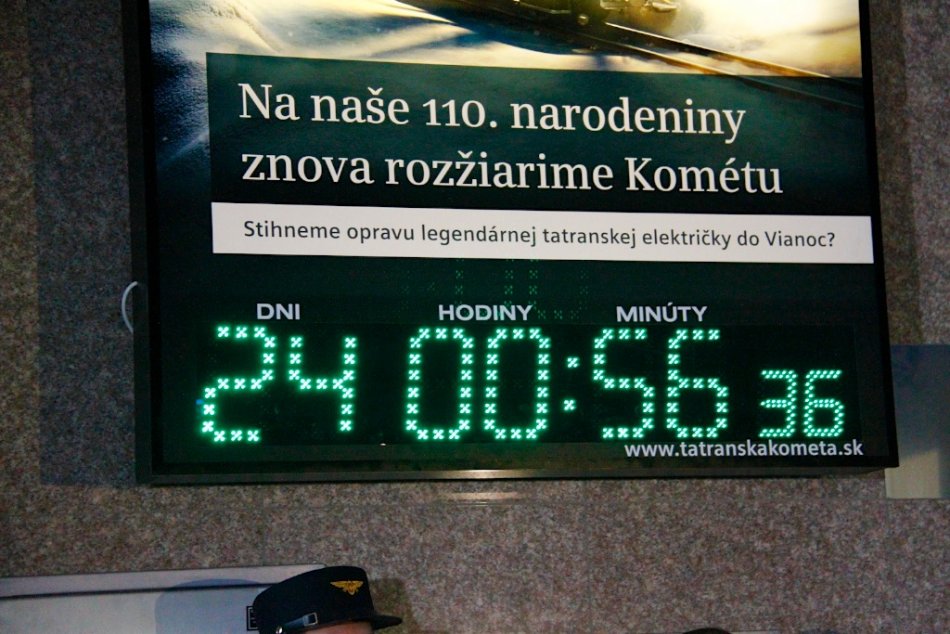 Na naše 110. narodeniny
znova rozžiarime Kométu
Stihneme opravu legendárnej tatranskej električky do Vianoc?
DNI HODINY MINÚTY
24 00:56 36
www.tatranskakometa.sk